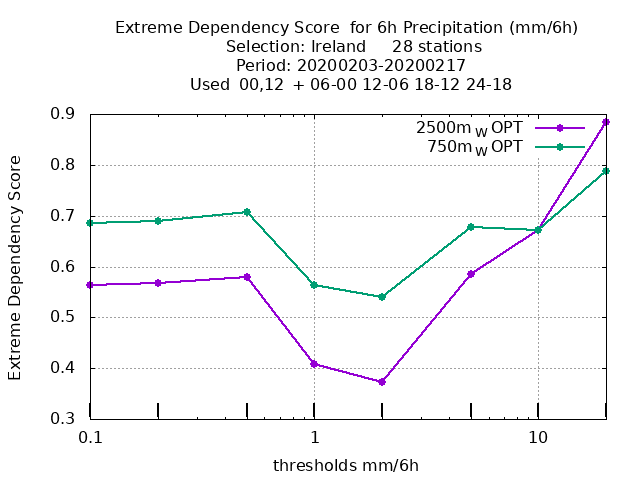 Extreme Dependency Score  for 6h Precipitation (mm/6h)
Selection: Ireland     28 stations
Period: 20200203-20200217
Used  00,12  + 06-00 12-06 18-12 24-18
2500m W OPT
750m W OPT
Extreme Dependency Score
0.9
0.8
0.7
0.6
0.5
0.4
0.3
0.1 1 10
thresholds mm/6h